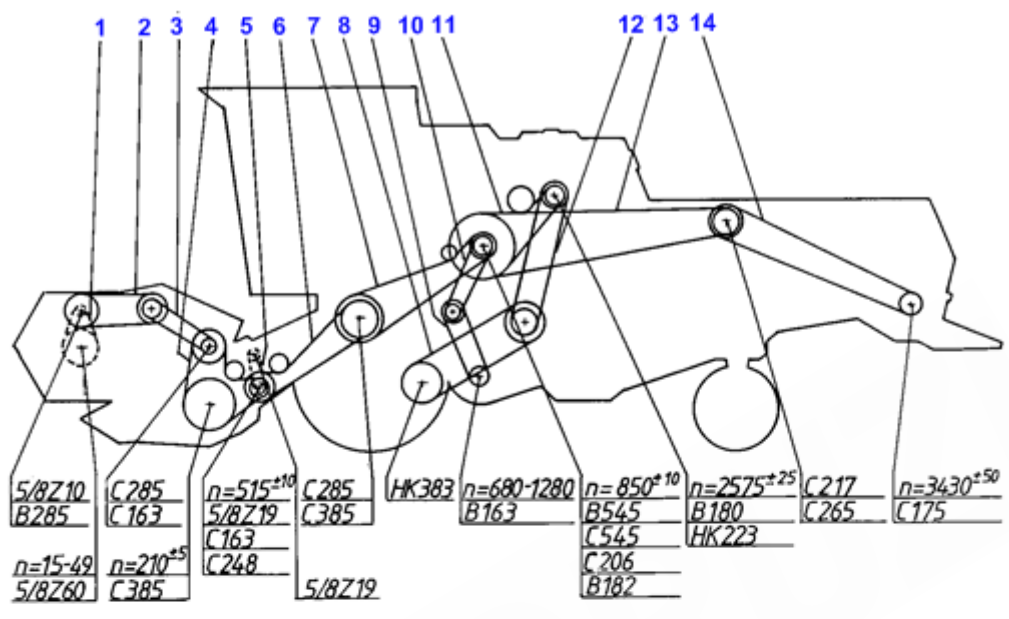 1 2 3 4 5 6 7 8 9 10 11 12 13 14
5/8Z10
B285
n=15-49
5/8Z60
C285
C163
n=210±5
C385
n=515±10
5/8Z19
C163
C248
C285
C385
5/8Z19
HK383
n=680-1280
B163
n=850±10
B545
C545
C206
B182
n=2575±25
B180
HK223
C217
C265
n=3430±50
C175